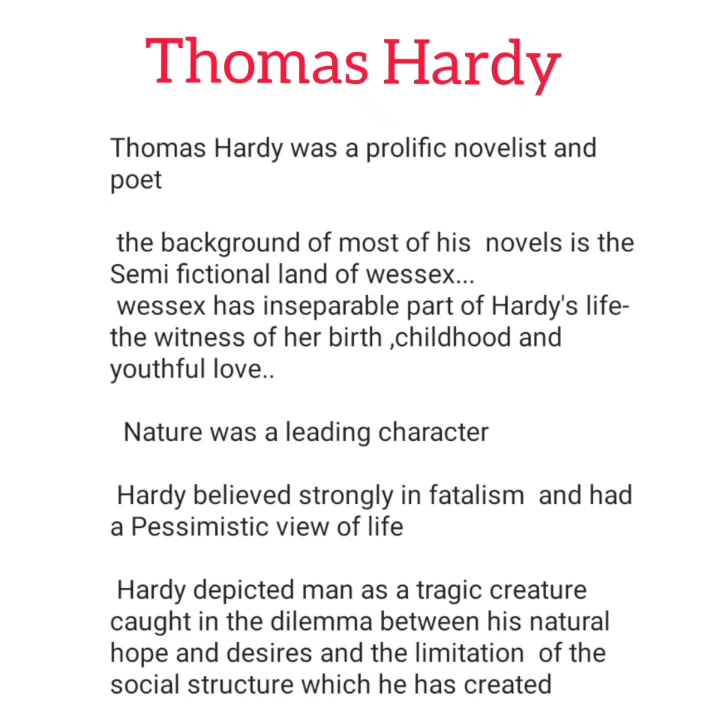 Thomas Hardy
Thomas Hardy was a prolific novelist and
poet
the background of most of his  novels is the
Semi fictional land of wessex...
wessex has inseparable part of Hardy's life-
the witness of her birth ,childhood and
youthful love..
Nature was a leading character
Hardy believed strongly in fatalism  and had
a Pessimistic view of life
Hardy depicted man as a tragic creature
caught in the dilemma between his natural
hope and desires and the limitation  of the
social structure which he has created